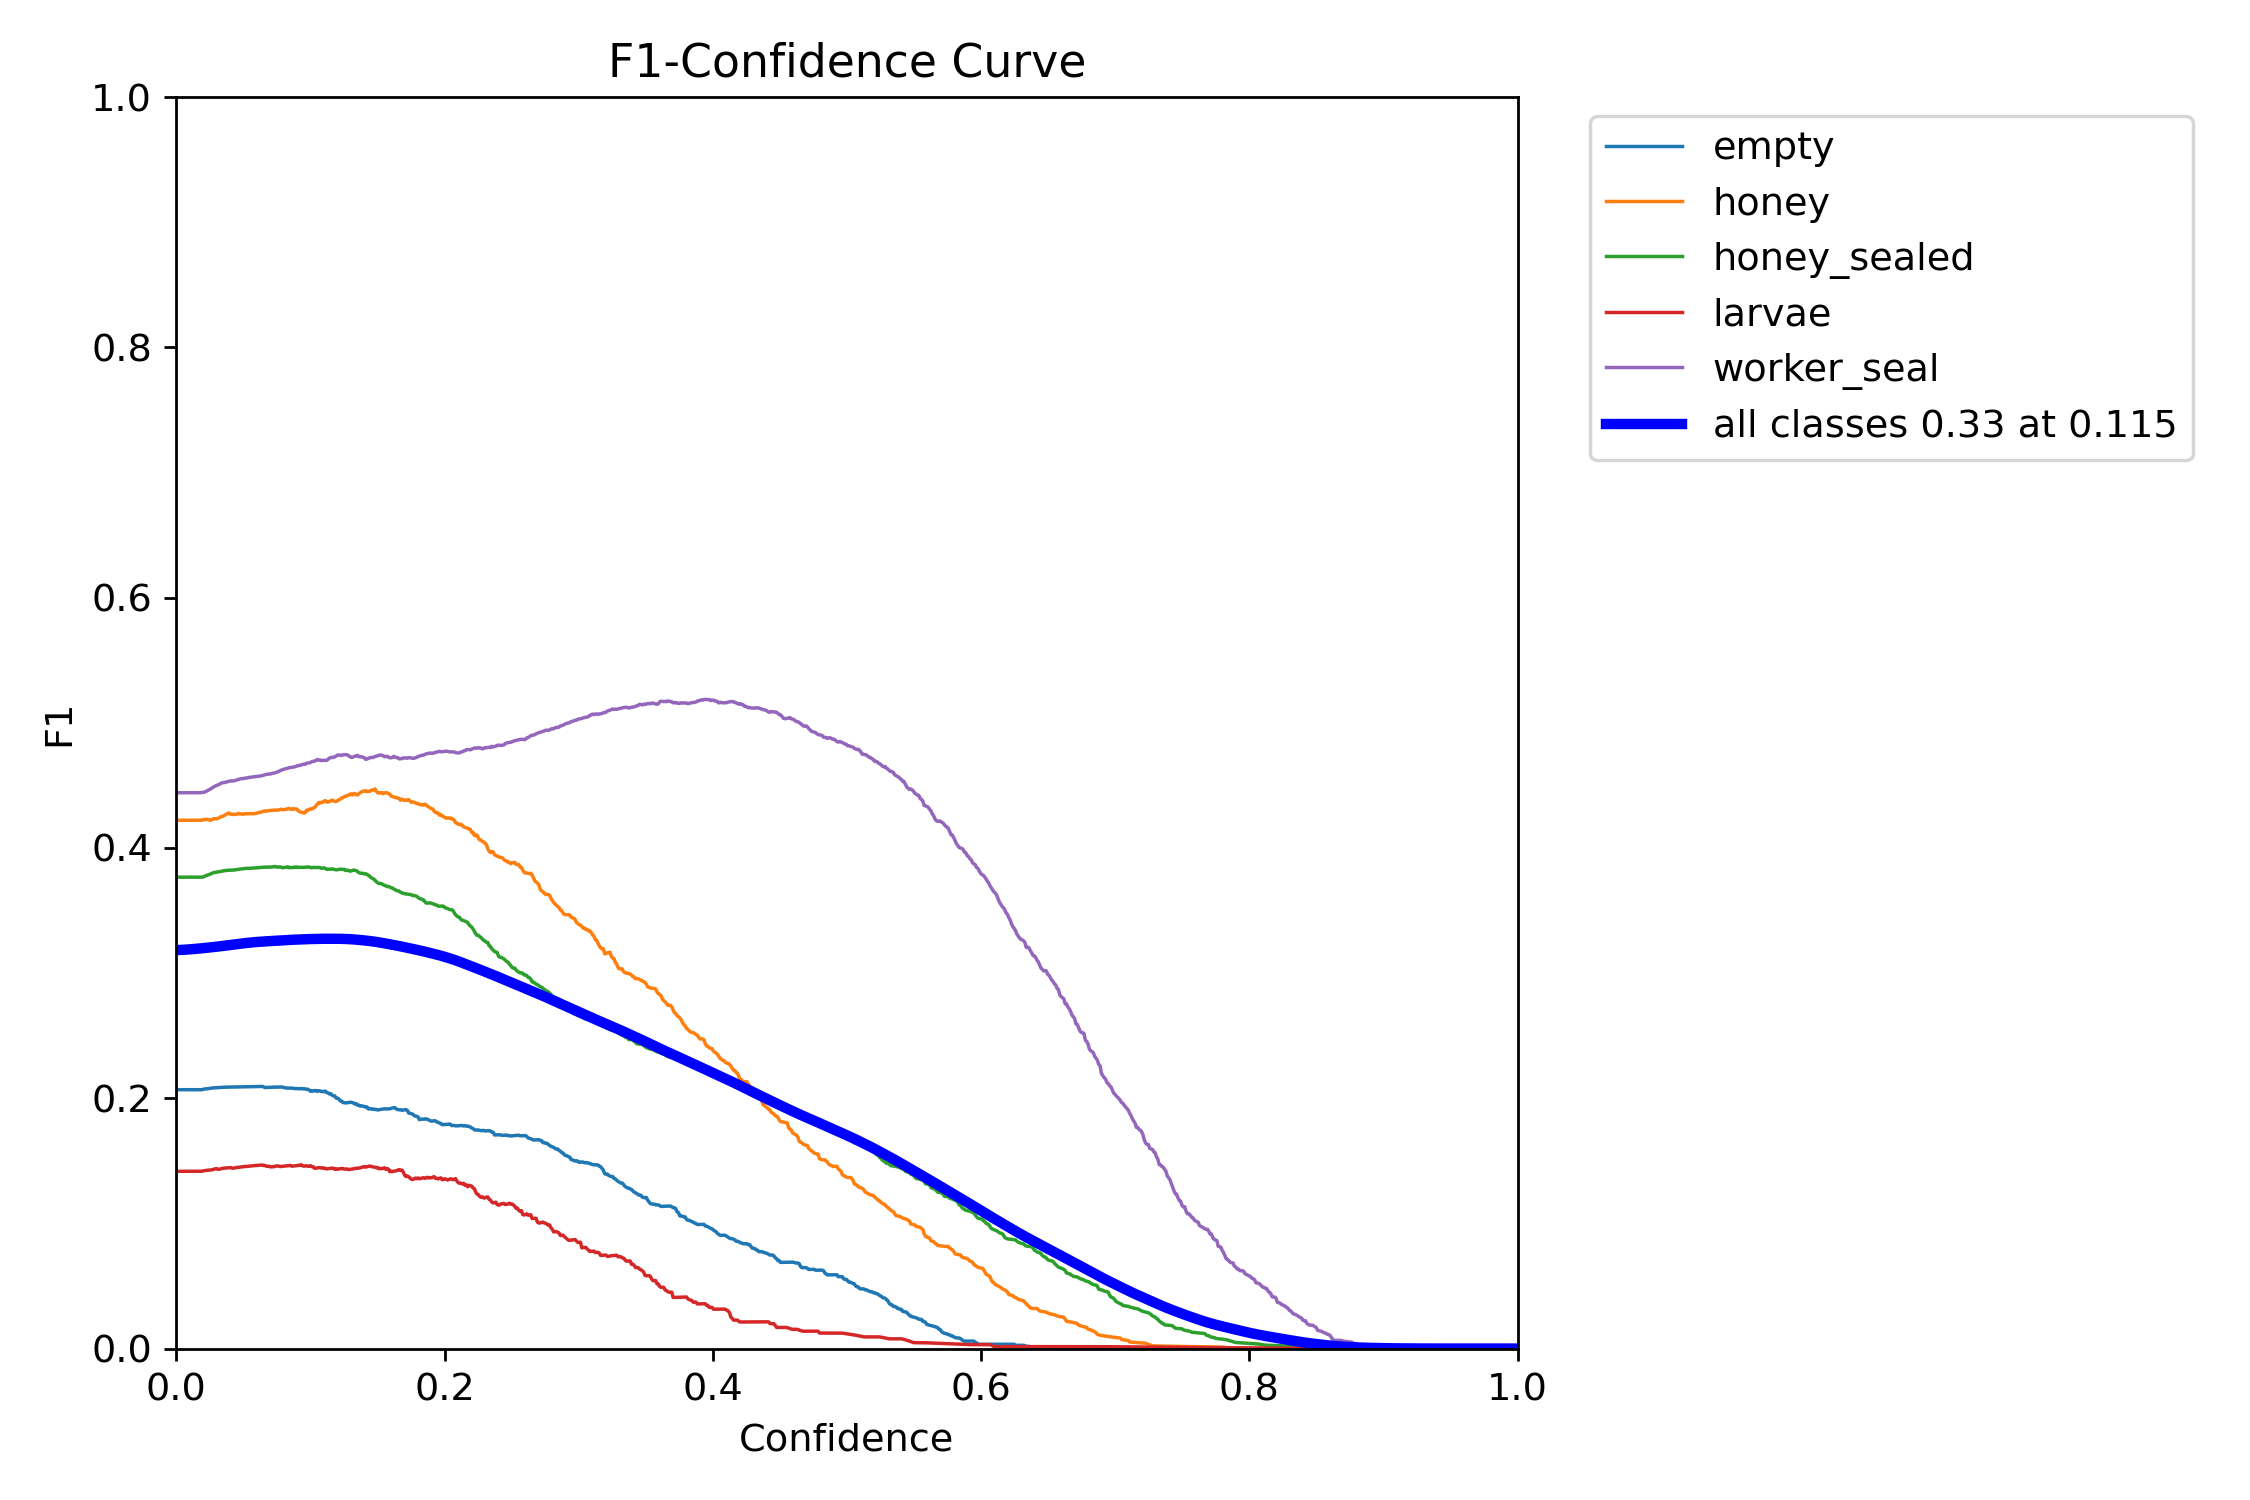 F1-Confidence Curve
1.0
0.8
0.6
0.4
0.2
0.0
F1
0.0 0.2 0.4 0.6 0.8 1.0
Confidence
empty
honey
honey_sealed
larvae
worker_seal
all classes 0.33 at 0.115